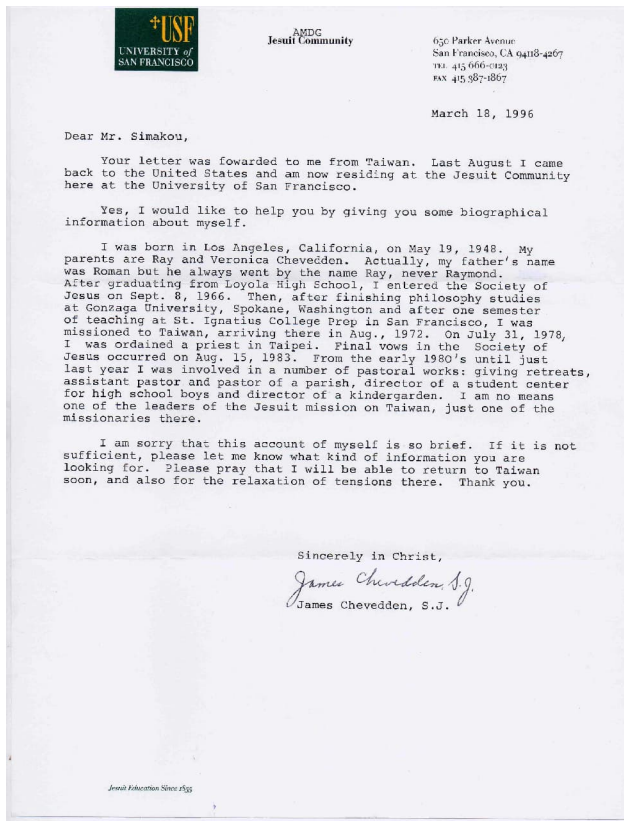 USF
UNIVERSITY of
SAN FRANCISCO
AMDG
Jesuit Community
650 Parker Avenue
San Francisco, CA 94118-4267
TEL 415 666-0123
FAX 415 387-1867
March 18, 1996
Dear Mr. Simakou,
Your letter was fowarded to me from Taiwan. Last August I came
back to the United States and am now residing at the Jesuit Community
here at the University of San Francisco.
Yes, I would like to help you by giving you some biographical
information about myself.
I was born in Los Angeles, California, on May 19, 1948. My
parents are Ray and Veronica Chevedden. Actually, my father's name
was Roman but he always went by the name Ray, never Raymond.
After graduating from Loyola High School, I entered the Society of
Jesus on Sept. 8, 1966. Then, after finishing philosophy studies
at Gonzaga University, Spokane, Washington and after one semester
of teaching at St. Ignatius College Prep in San Francisco, I was
missioned to Taiwan, arriving there in Aug., 1972. On July 31, 1978,
I was ordained a priest in Taipei. Final vows in the Society of
Jesus occurred on Aug. 15, 1983. From the early 1980's until just
last year I was involved in a number of pastoral works: giving retreats,
assistant pastor and pastor of a parish, director of a student center
for high school boys and director of a kindergarden. I am no means
one of the leaders of the Jesuit mission on Taiwan, just one of the
missionaries there.
I am sorry that this account of myself is so brief. If it is not
sufficient, please let me know what kind of information you are
looking for. Please pray that I will be able to return to Taiwan
soon, and also for the relaxation of tensions there. Thank you.
Sincerely in Christ,
James Chevedden, S.J.
James Chevedden, S.J.
Jesuit Education Since 1855